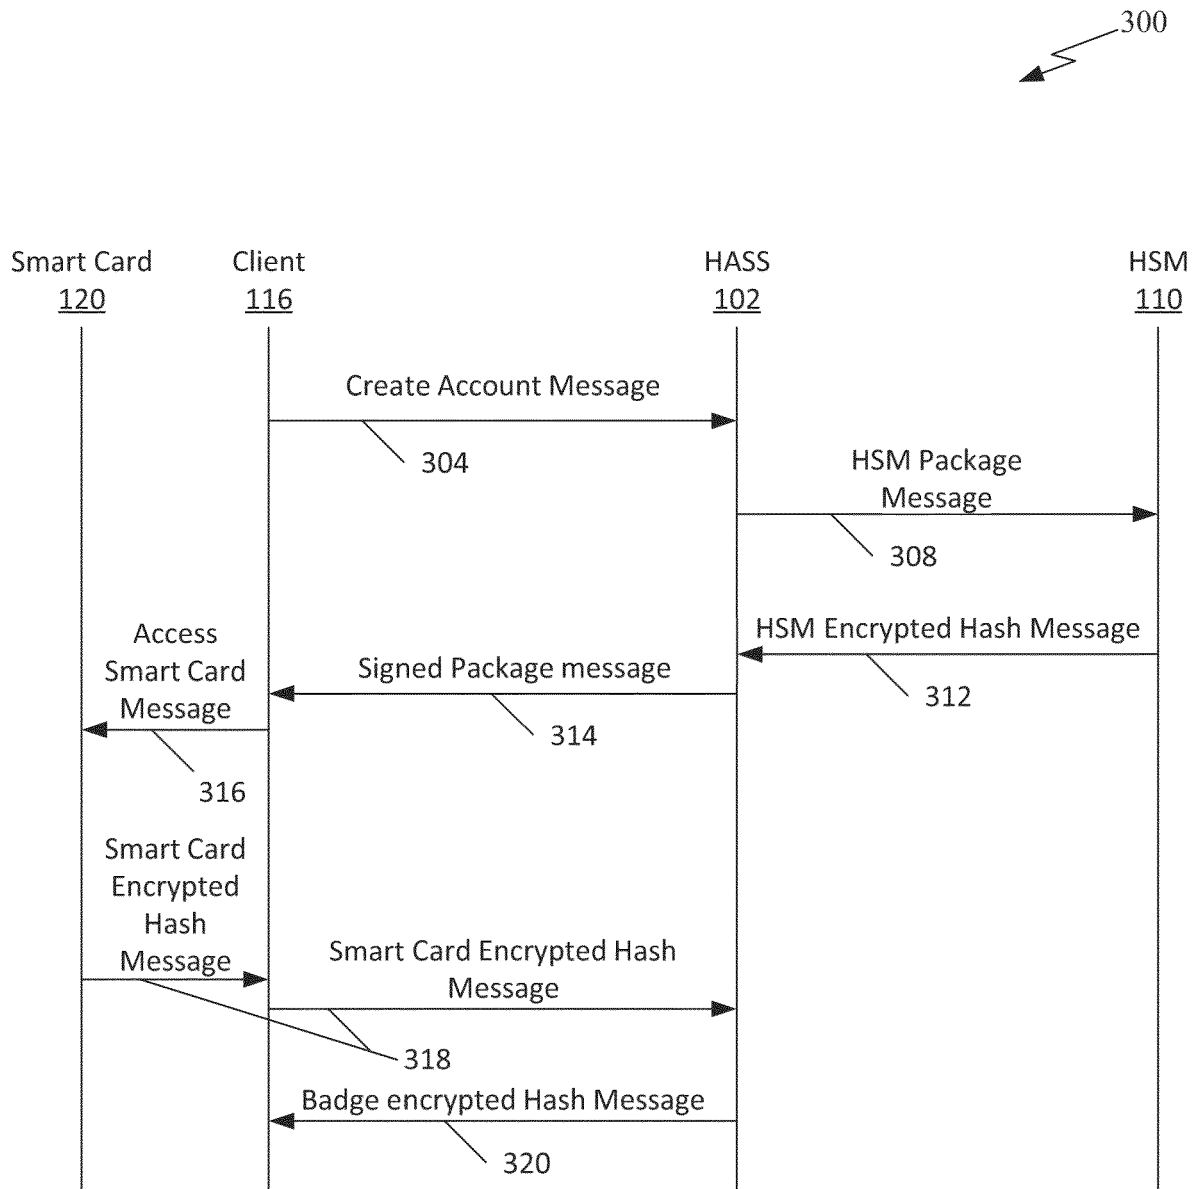 300
Smart Card
120
Client
116
HASS
102
HSM
110
Create Account Message
304
HSM Package
Message
308
HSM Encrypted Hash Message
312
Signed Package message
314
Access
Smart Card
Message
316
Smart Card
Encrypted
Hash
Message
Smart Card Encrypted Hash
Message
318
Badge encrypted Hash Message
320